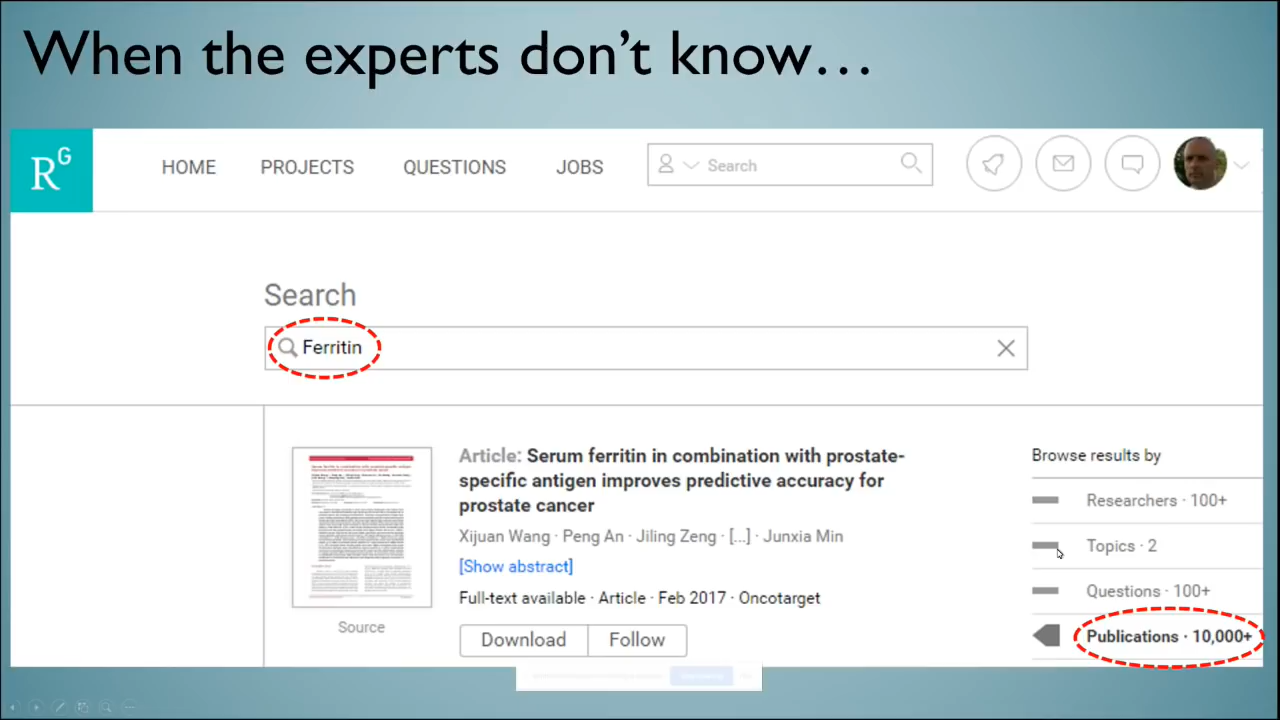 When the experts don't know…
RG
HOME PROJECTS QUESTIONS JOBS Search
Search
Ferritin
Article: Serum ferritin in combination with prostate-
specific antigen improves predictive accuracy for
prostate cancer
Xijuan Wang · Peng An · Jiling Zeng · [...] · Junxia Min
[Show abstract]
Full-text available · Article · Feb 2017 · Oncotarget
Download Follow
Source
Browse results by
Researchers · 100+
Topics · 2
Questions · 100+
Publications · 10,000+